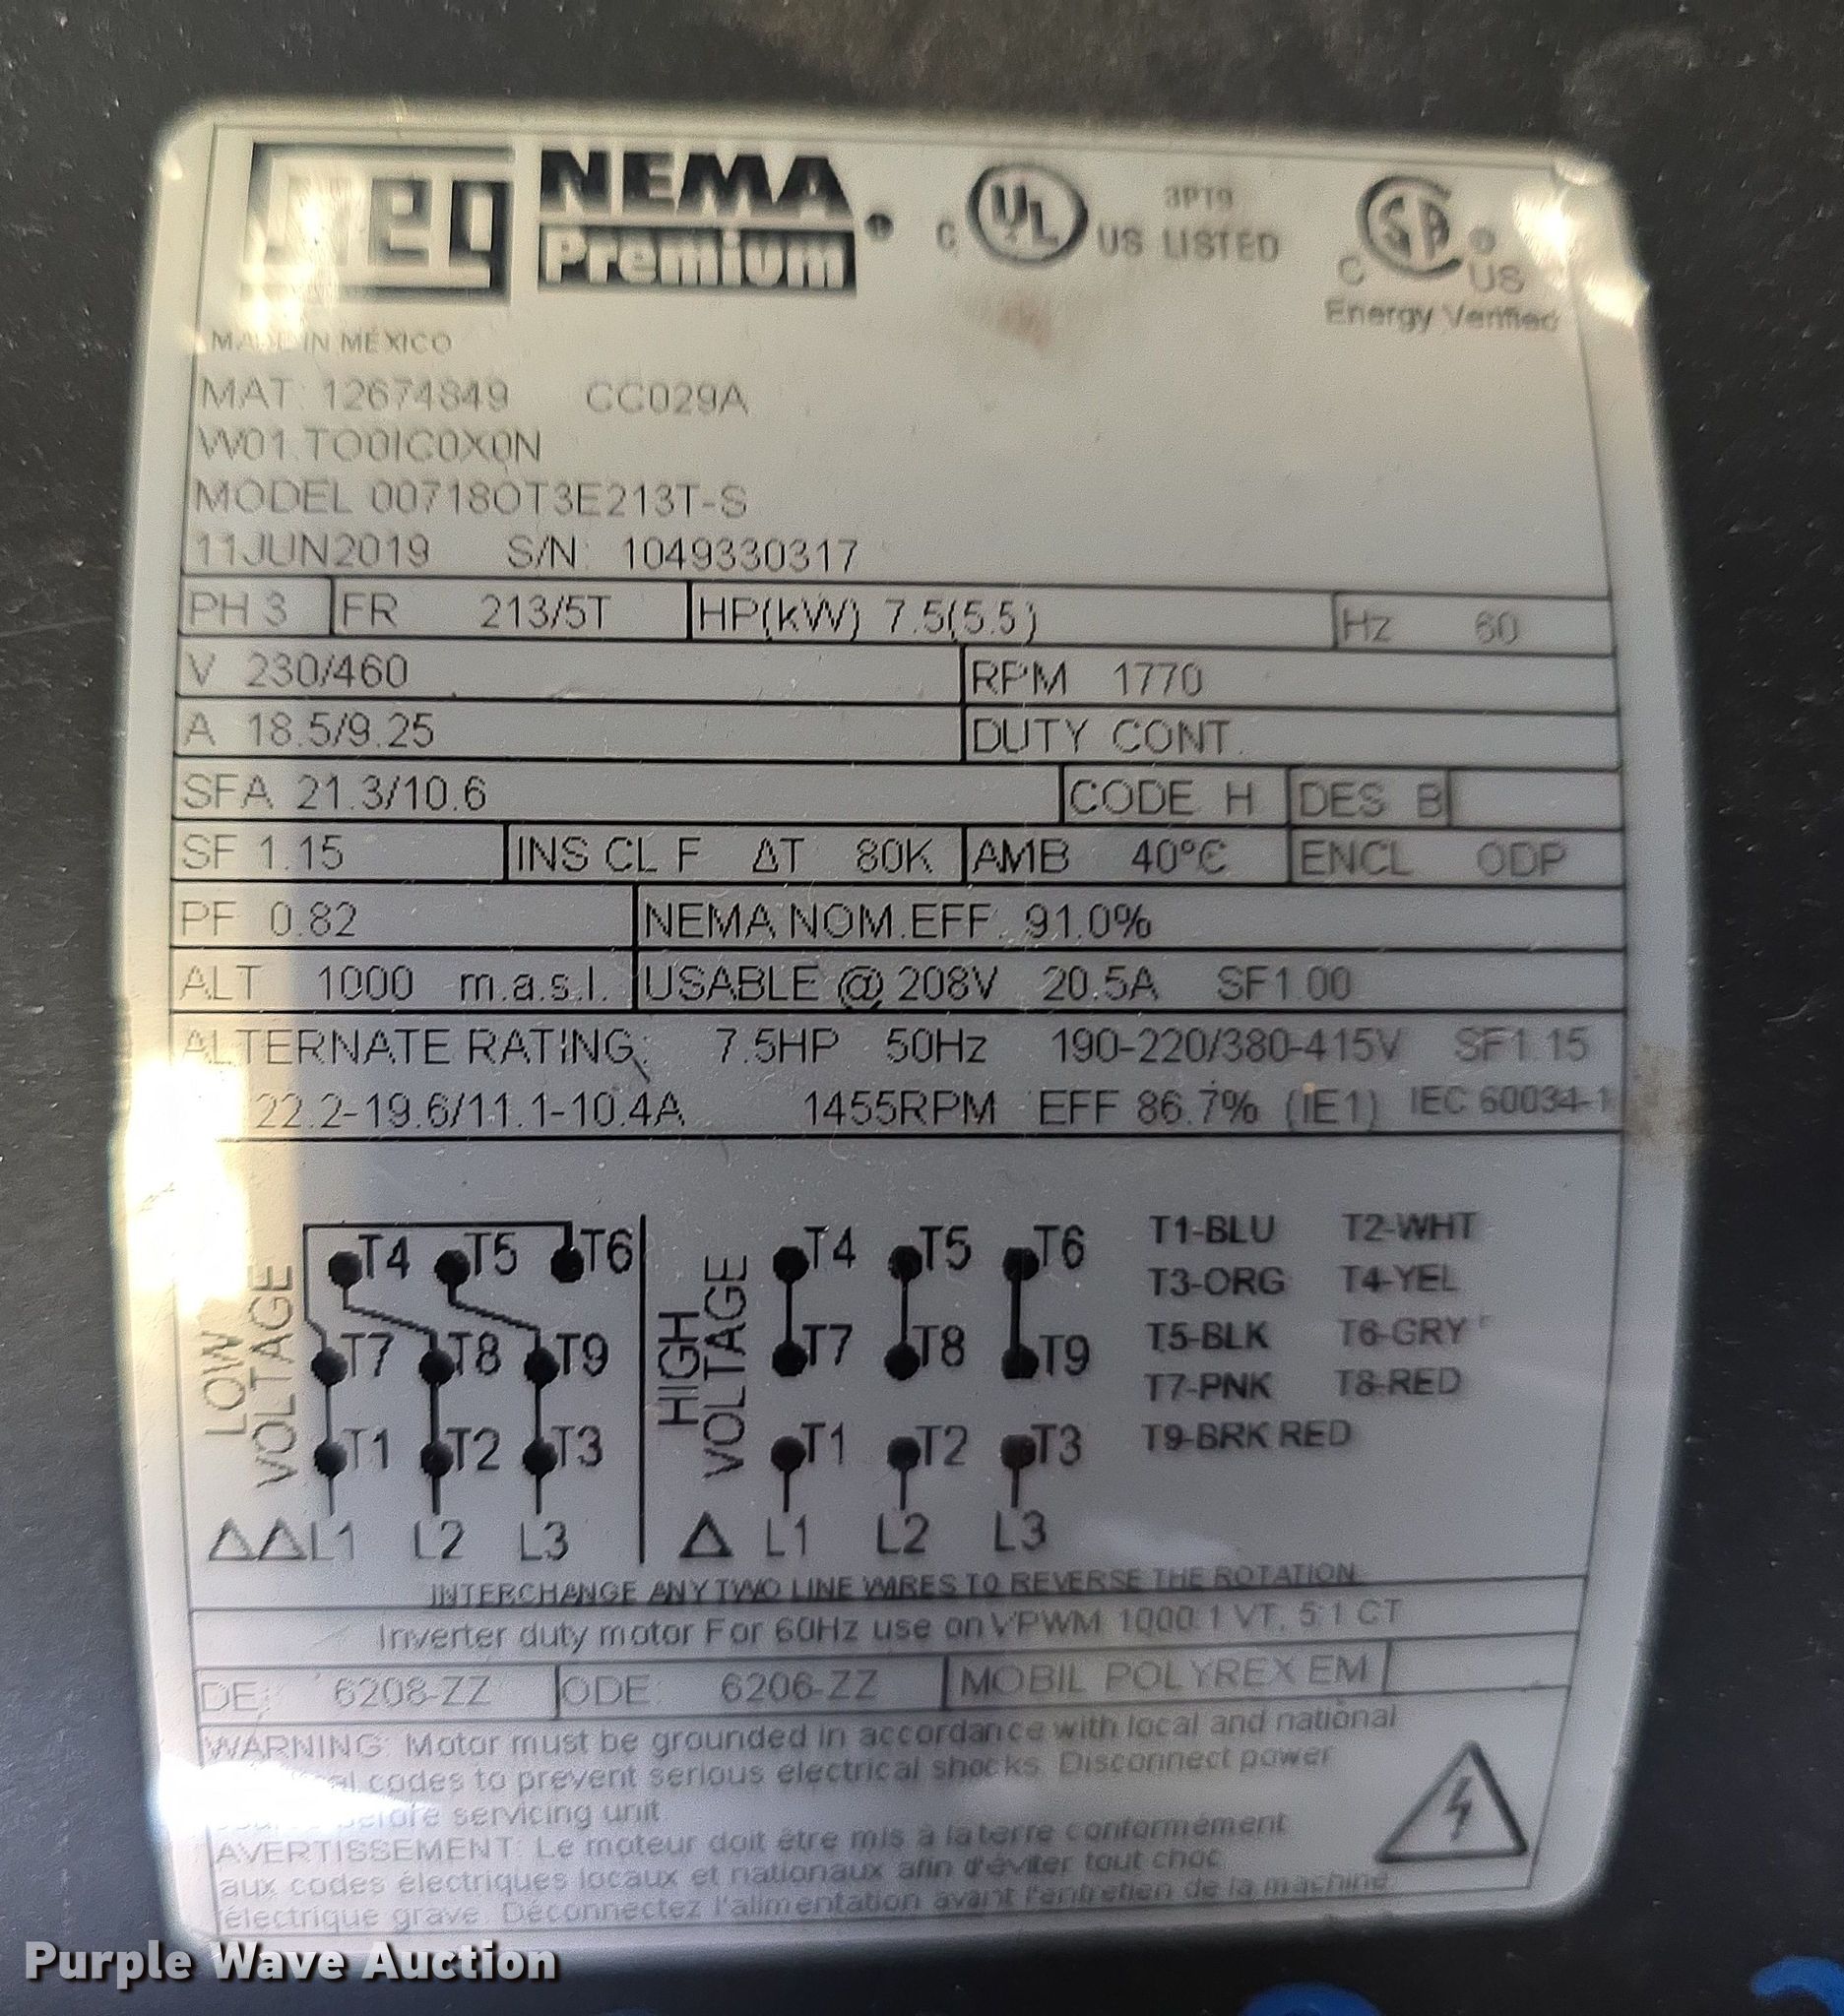 weg NEMA Premium ® C UL US LISTED 3PT9 C SA ® US
Energy Verified
MADE IN MEXICO
MAT: 12674849 CC029A
W01.TO0IC0X0N
MODEL 00718OT3E213T-S
11JUN2019 S/N: 1049330317
PH 3 FR 213/5T HP(kW) 7.5(5.5) Hz 60
V 230/460 RPM 1770
A 18.5/9.25 DUTY CONT.
SFA 21.3/10.6 CODE H DES B
SF 1.15 INS CL F ΔT 80K AMB 40°C ENCL ODP
PF 0.82 NEMA NOM.EFF. 91.0%
ALT 1000 m.a.s.l. USABLE @ 208V 20.5A SF1.00
ALTERNATE RATING: 7.5HP 50Hz 190-220/380-415V SF1.15
22.2-19.6/11.1-10.4A 1455RPM EFF 86.7% (IE1) IEC 60034-1
LOW VOLTAGE
T4 T5 T6
T7 T8 T9
T1 T2 T3
ΔΔ L1 L2 L3
HIGH VOLTAGE
T4 T5 T6
T7 T8 T9
T1 T2 T3
Δ L1 L2 L3
T1-BLU T2-WHT
T3-ORG T4-YEL
T5-BLK T6-GRY
T7-PNK T8-RED
T9-BRK RED
INTERCHANGE ANY TWO LINE WIRES TO REVERSE THE ROTATION
Inverter duty motor For 60Hz use on VPWM 1000:1 VT, 5:1 CT
DE: 6208-ZZ ODE: 6206-ZZ MOBIL POLYREX EM
WARNING: Motor must be grounded in accordance with local and national
codes to prevent serious electrical shocks. Disconnect power
before servicing unit.
AVERTISSEMENT: Le moteur doit être mis à la terre conformément
aux codes électriques locaux et nationaux afin d'éviter tout choc
électrique grave. Déconnectez l'alimentation avant l'entretien de la machine.
Purple Wave Auction